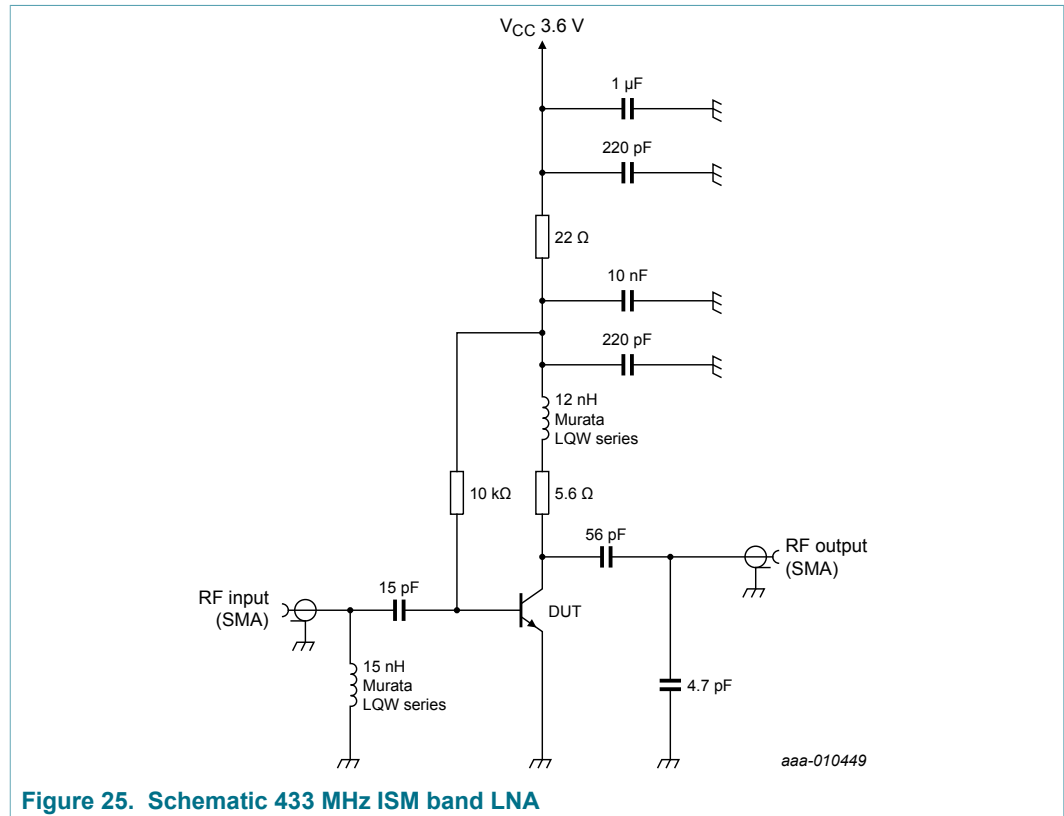 VCC 3.6 V
1 µF
220 pF
22 Ω
10 nF
220 pF
12 nH
Murata
LQW series
10 kΩ
5.6 Ω
56 pF
RF output
(SMA)
15 pF
RF input
(SMA)
DUT
15 nH
Murata
LQW series
4.7 pF
aaa-010449
Figure 25. Schematic 433 MHz ISM band LNA